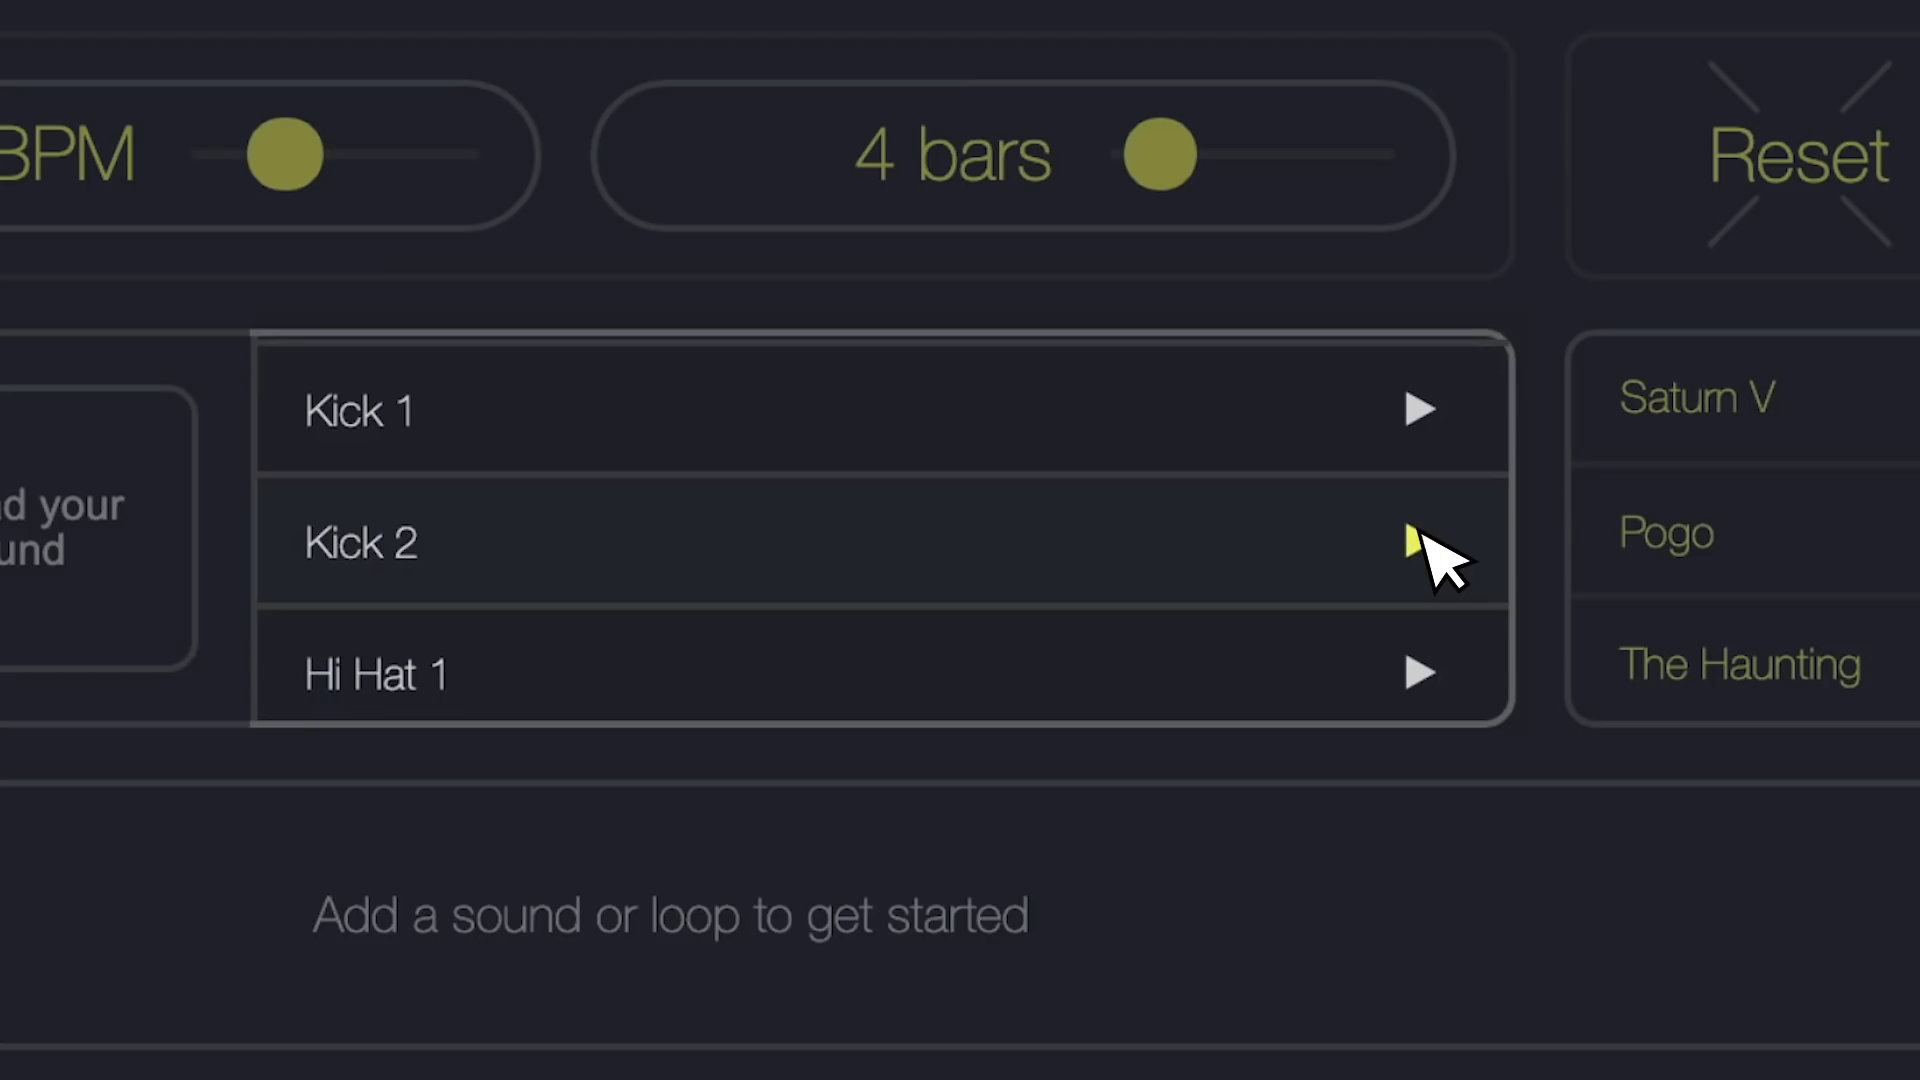 BPM
4 bars
Reset
Kick 1
Saturn V
your
Kick 2
Pogo
Hi Hat 1
The Haunting
Add a sound or loop to get started